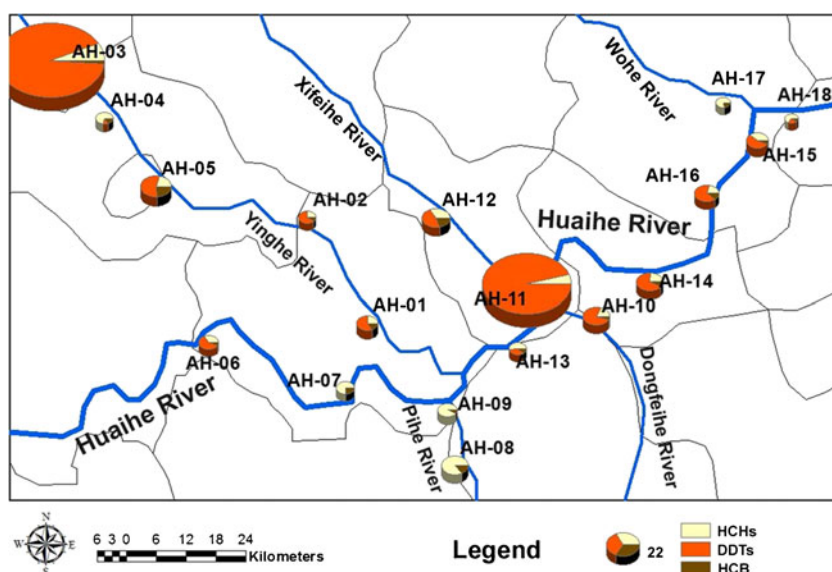 AH-03
AH-04
AH-05
AH-02
AH-12
AH-17
AH-18
AH-15
AH-16
AH-14
AH-11
AH-10
AH-01
AH-13
AH-06
AH-07
AH-09
AH-08
Wohe River
Xifeihe River
Yinghe River
Huaihe River
Huaihe River
Pihe River
Dongfeihe River
N
W E
S
6 3 0 6 12 18 24
Kilometers
Legend
22
HCHs
DDTs
HCB